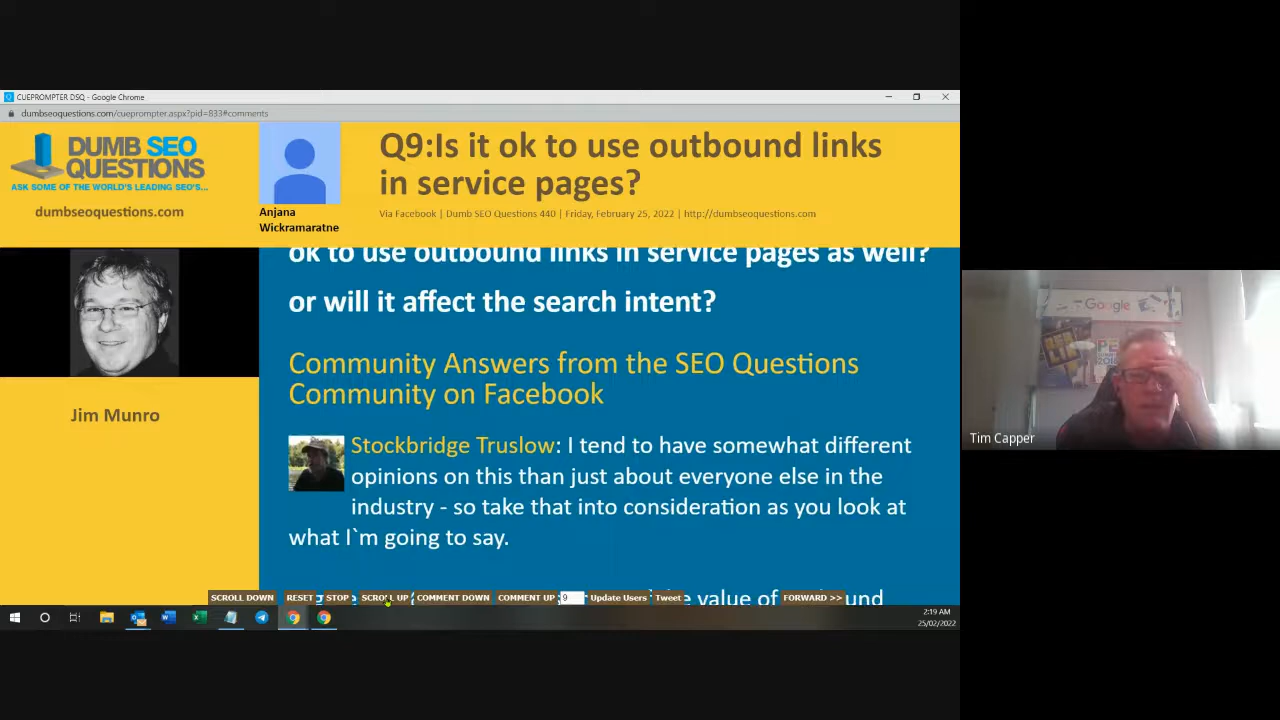 CUEPROMPTER DSQ - Google Chrome
dumbseoquestions.com/cueprompter.aspx?pid=833#comments
DUMB SEO
QUESTIONS
ASK SOME OF THE WORLD'S LEADING SEO'S...
dumbseoquestions.com
Anjana
Wickramaratne
Q9:Is it ok to use outbound links
in service pages?
Via Facebook | Dumb SEO Questions 440 | Friday, February 25, 2022 | http://dumbseoquestions.com
Jim Munro
ok to use outbound links in service pages as well?
or will it affect the search intent?
Community Answers from the SEO Questions
Community on Facebook
Stockbridge Truslow: I tend to have somewhat different
opinions on this than just about everyone else in the
industry - so take that into consideration as you look at
what I`m going to say.
value of
SCROLL DOWN RESET STOP SCROLL UP COMMENT DOWN COMMENT UP 9 Update Users Tweet FORWARD >>
2:19 AM
25/02/2022
Google
Tim Capper